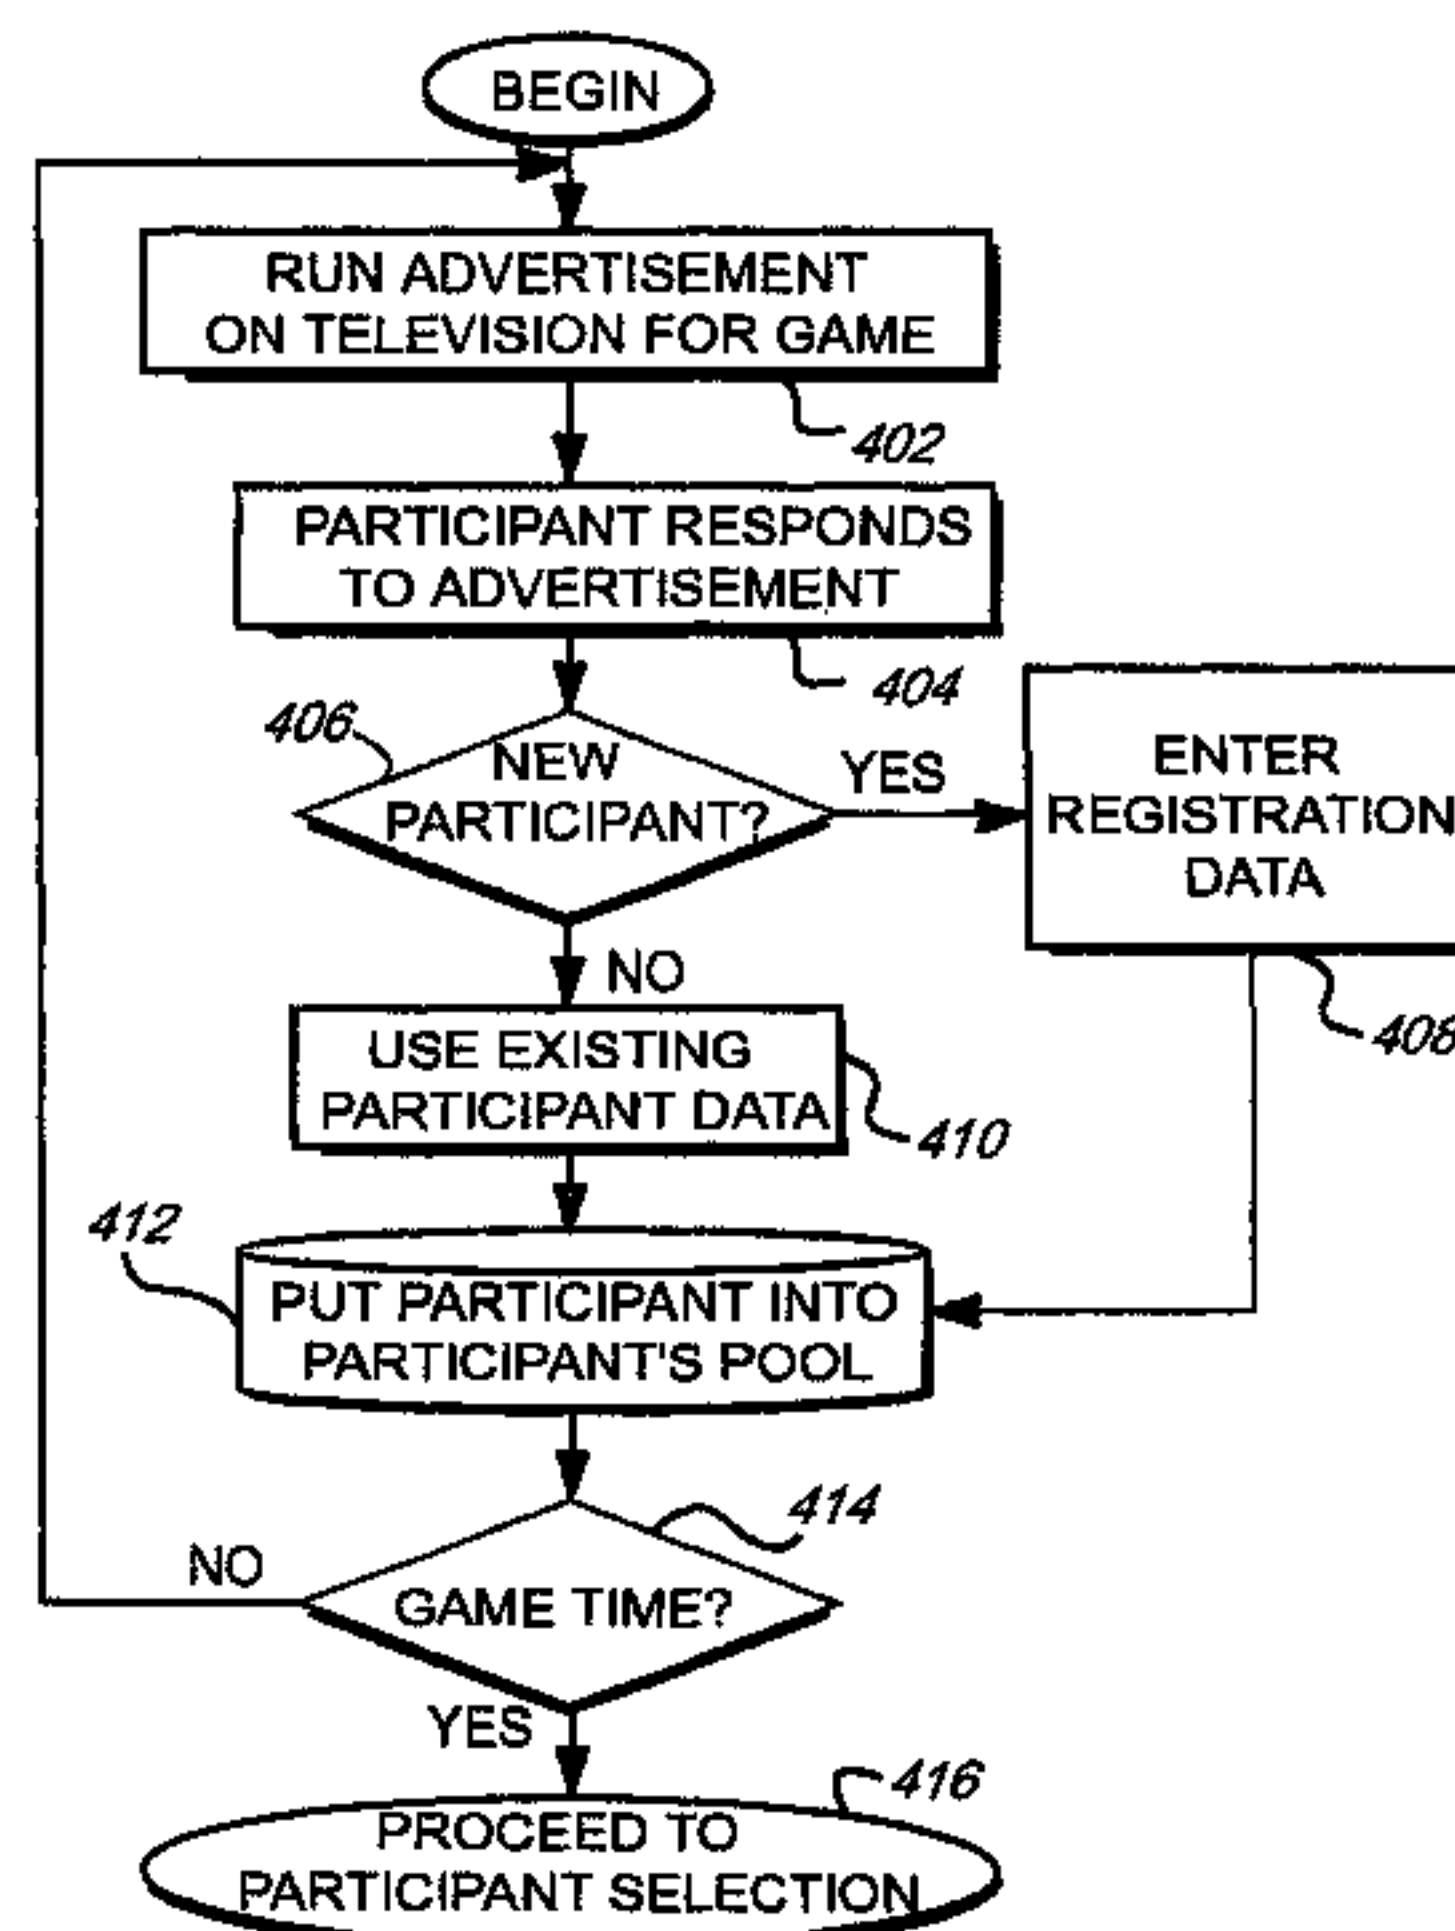 BEGIN
RUN ADVERTISEMENT
ON TELEVISION FOR GAME
402
PARTICIPANT RESPONDS
TO ADVERTISEMENT
404
406
NEW
PARTICIPANT?
YES
ENTER
REGISTRATION
DATA
408
NO
USE EXISTING
PARTICIPANT DATA
410
412
PUT PARTICIPANT INTO
PARTICIPANT'S POOL
414
NO
GAME TIME?
YES
416
PROCEED TO
PARTICIPANT SELECTION